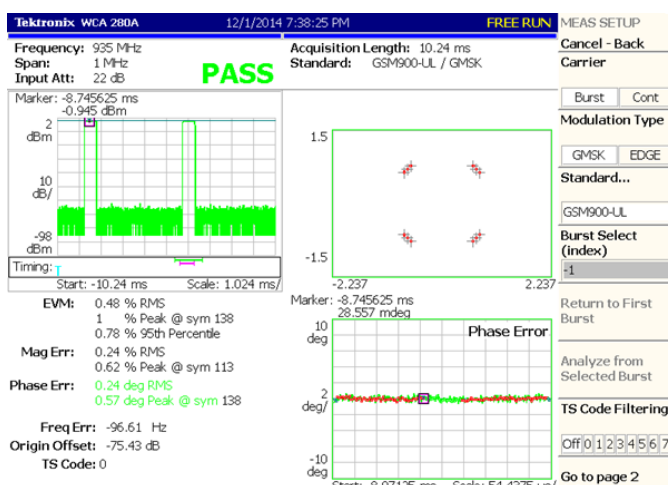 Tektronix WCA 280A 12/1/2014 7:38:25 PM FREE RUN
Frequency: 935 MHz
Span: 1 MHz
Input Att: 22 dB
PASS
Acquisition Length: 10.24 ms
Standard: GSM900-UL / GMSK
Marker: -8.745625 ms
-0.945 dBm
2
dBm
10
dB/
-98
dBm
Timing:
T
Start: -10.24 ms Scale: 1.024 ms/
1.5
-1.5
-2.237 2.237
EVM: 0.48 % RMS
1 % Peak @ sym 138
0.78 % 95th Percentile
Mag Err: 0.24 % RMS
0.62 % Peak @ sym 113
Phase Err: 0.24 deg RMS
0.57 deg Peak @ sym 138
Freq Err: -96.61 Hz
Origin Offset: -75.43 dB
TS Code: 0
Marker: -8.745625 ms
28.557 mdeg
10
deg
Phase Error
2
deg/
-10
deg
Start: -8.97125 ms Scale: 54.4375 us/
MEAS SETUP
Cancel - Back
Carrier
Burst Cont
Modulation Type
GMSK EDGE
Standard...
GSM900-UL
Burst Select
(index)
-1
Return to First
Burst
Analyze from
Selected Burst
TS Code Filtering
Off 0 1 2 3 4 5 6 7
Go to page 2